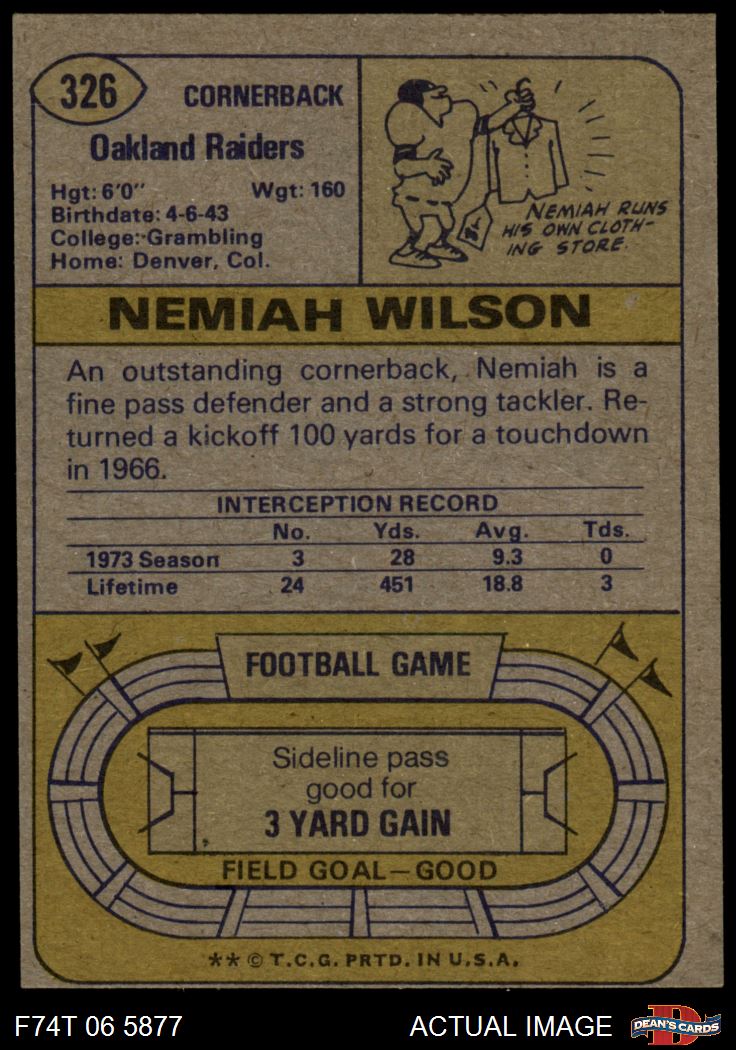 326
CORNERBACK
Oakland Raiders
Hgt: 6'0" Wgt: 160
Birthdate: 4-6-43
College: Grambling
Home: Denver, Col.
NEMIAH RUNS
HIS OWN CLOTH-
ING STORE.
NEMIAH WILSON
An outstanding cornerback, Nemiah is a
fine pass defender and a strong tackler. Re-
turned a kickoff 100 yards for a touchdown
in 1966.
INTERCEPTION RECORD
No. Yds. Avg. Tds.
1973 Season 3 28 9.3 0
Lifetime 24 451 18.8 3
FOOTBALL GAME
Sideline pass
good for
3 YARD GAIN
FIELD GOAL—GOOD
** © T.C.G. PRTD. IN U.S.A.
F74T 06 5877 ACTUAL IMAGE
D
DEAN'S CARDS